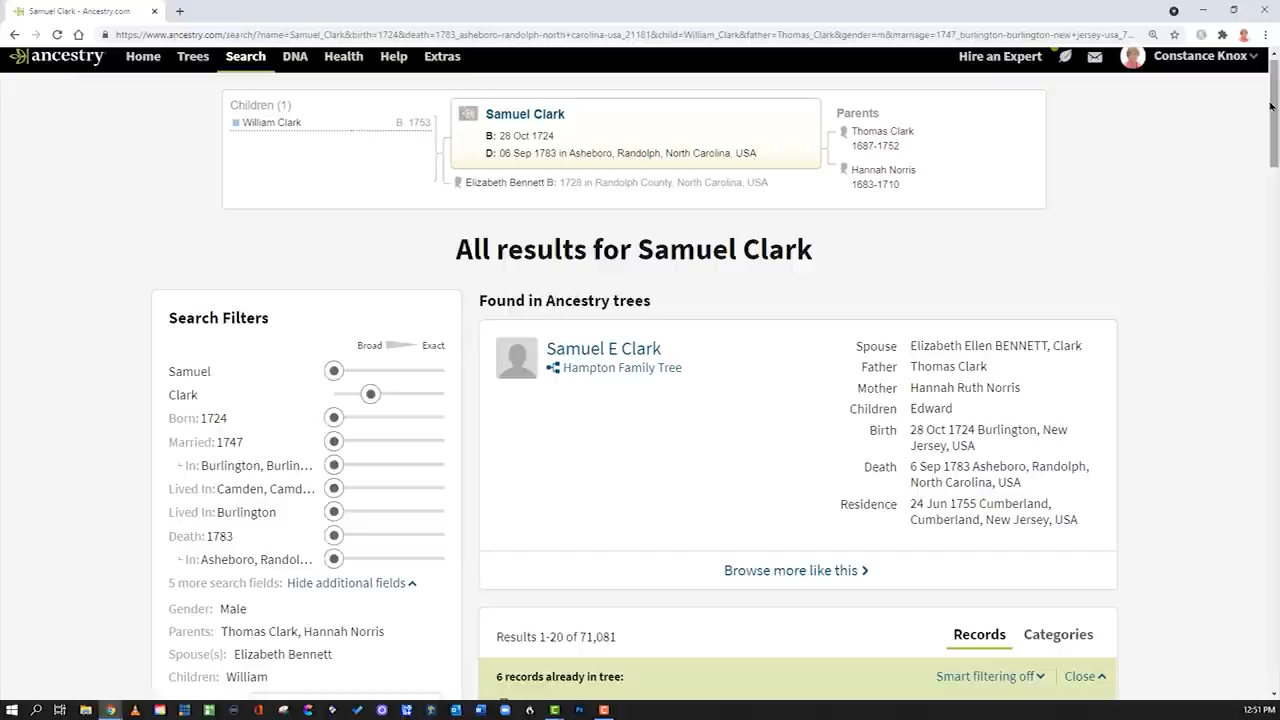 Samuel Clark - Ancestry.com
https://www.ancestry.com/search/?name=Samuel_Clark&birth=1724&death=1783_asheboro-randolph-north+carolina-usa_21181&child=William_Clark&father=Thomas_Clark&gender=m&marriage=1747_burlington-burlington-new+jersey-usa_7...
ancestry Home Trees Search DNA Health Help Extras Hire an Expert Constance Knox
Children (1)
William Clark B 1753
Samuel Clark
B: 28 Oct 1724
D: 06 Sep 1783 in Asheboro, Randolph, North Carolina, USA
Elizabeth Bennett B: 1728 in Randolph County, North Carolina, USA
Parents
Thomas Clark
1687-1752
Hannah Norris
1683-1710
All results for Samuel Clark
Search Filters
Broad Exact
Samuel
Clark
Born: 1724
Married: 1747
In: Burlington, Burlin...
Lived In: Camden, Camd...
Lived In: Burlington
Death: 1783
In: Asheboro, Randol...
5 more search fields: Hide additional fields
Gender: Male
Parents: Thomas Clark, Hannah Norris
Spouse(s): Elizabeth Bennett
Children: William
Found in Ancestry trees
Samuel E Clark
Hampton Family Tree
Spouse Elizabeth Ellen BENNETT, Clark
Father Thomas Clark
Mother Hannah Ruth Norris
Children Edward
Birth 28 Oct 1724 Burlington, New
Jersey, USA
Death 6 Sep 1783 Asheboro, Randolph,
North Carolina, USA
Residence 24 Jun 1755 Cumberland,
Cumberland, New Jersey, USA
Browse more like this
Results 1-20 of 71,081
Records Categories
6 records already in tree:
Smart filtering off Close
12:51 PM